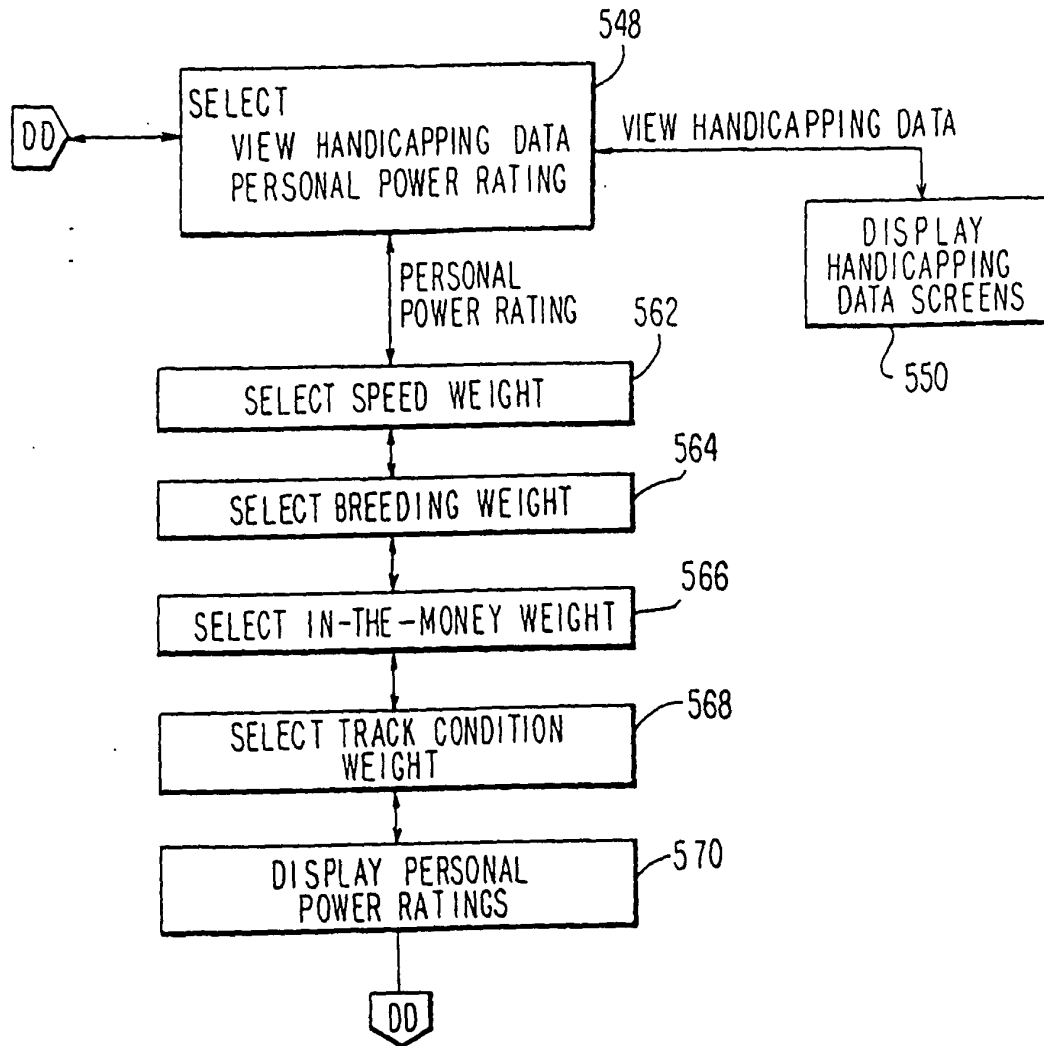 548
SELECT
VIEW HANDICAPPING DATA
PERSONAL POWER RATING
DD
VIEW HANDICAPPING DATA
DISPLAY
HANDICAPPING
DATA SCREENS
550
PERSONAL
POWER RATING
562
SELECT SPEED WEIGHT
564
SELECT BREEDING WEIGHT
566
SELECT IN-THE-MONEY WEIGHT
568
SELECT TRACK CONDITION
WEIGHT
570
DISPLAY PERSONAL
POWER RATINGS
DD